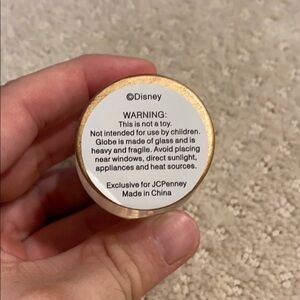 ©Disney
WARNING:
This is not a toy.
Not intended for use by children.
Globe is made of glass and is
heavy and fragile. Avoid placing
near windows, direct sunlight,
appliances and heat sources.
Exclusive for JCPenney
Made in China